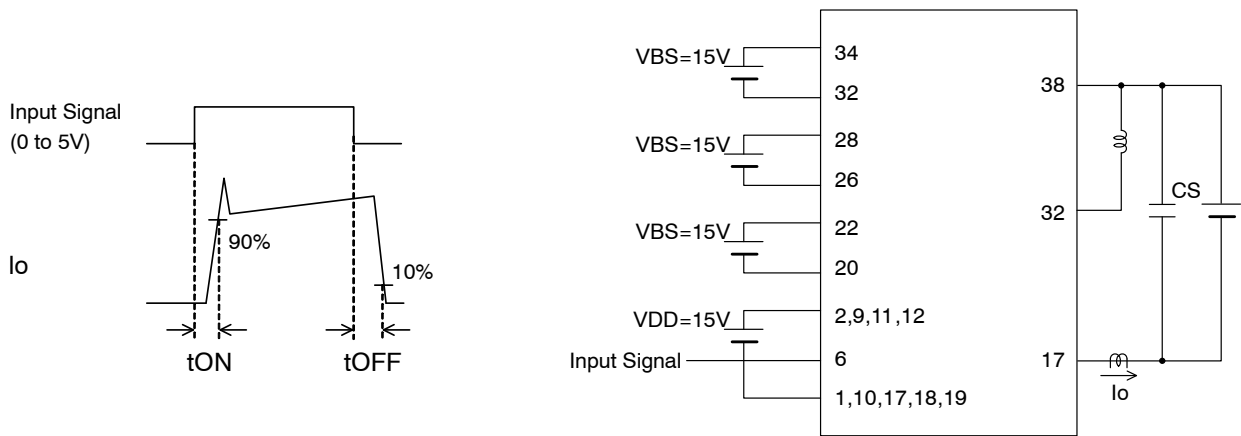 Input Signal
(0 to 5V)
Io
90%
10%
tON
tOFF
VBS=15V
34
32
VBS=15V
28
26
VBS=15V
22
20
VDD=15V
2,9,11,12
Input Signal
6
1,10,17,18,19
38
32
CS
17
Io